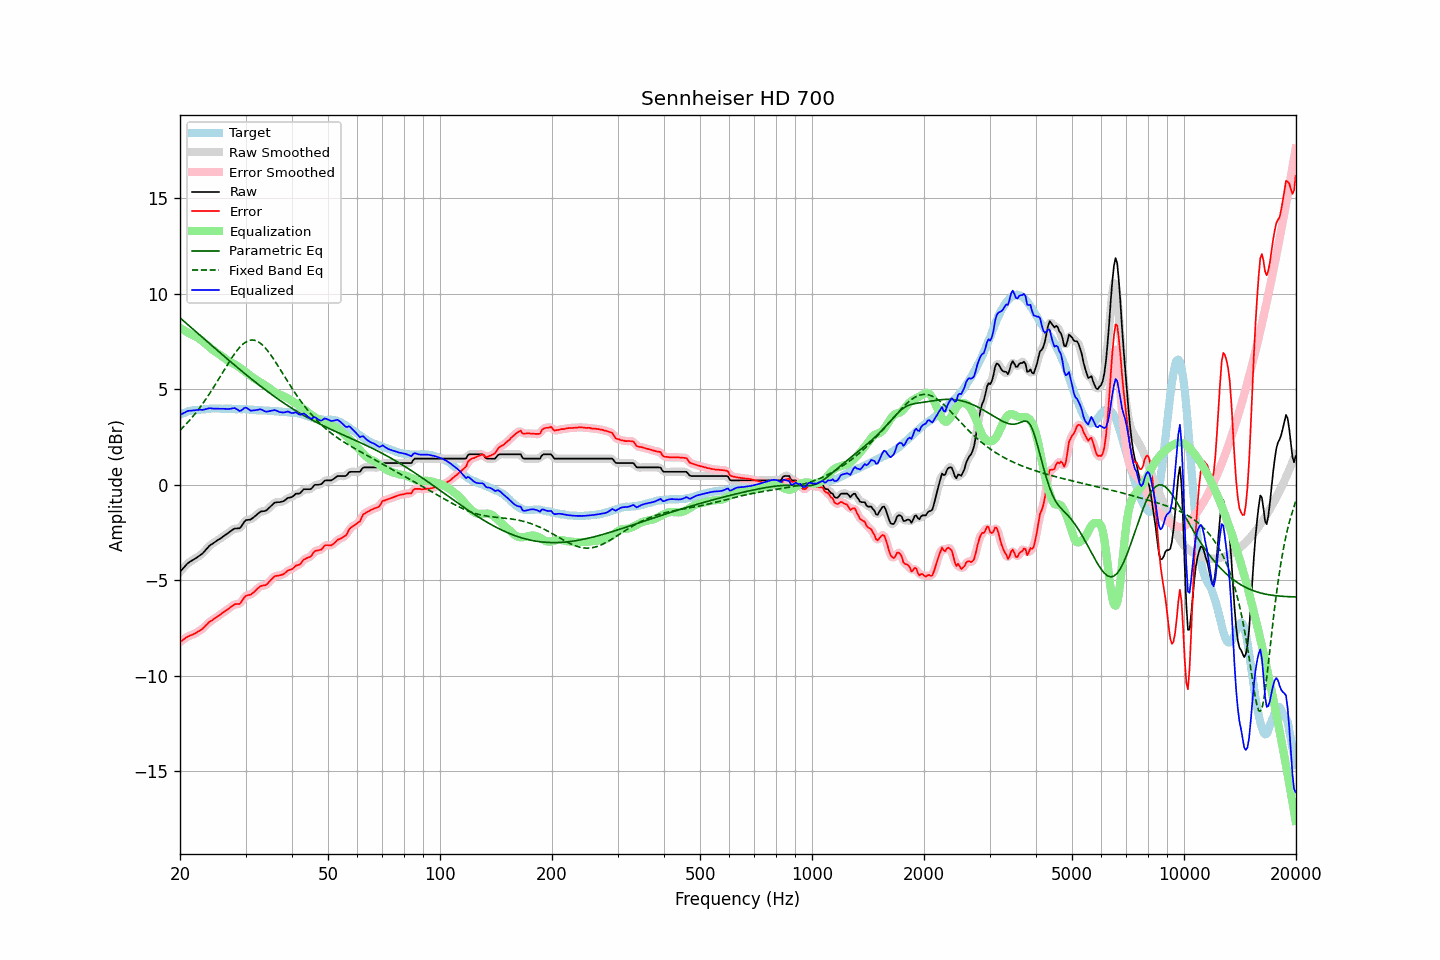 Sennheiser HD 700
Target
Raw Smoothed
Error Smoothed
Raw
Error
Equalization
Parametric Eq
Fixed Band Eq
Equalized
15
10
5
0
−5
−10
−15
Amplitude (dBr)
20
50
100
200
500
1000
2000
5000
10000
20000
Frequency (Hz)